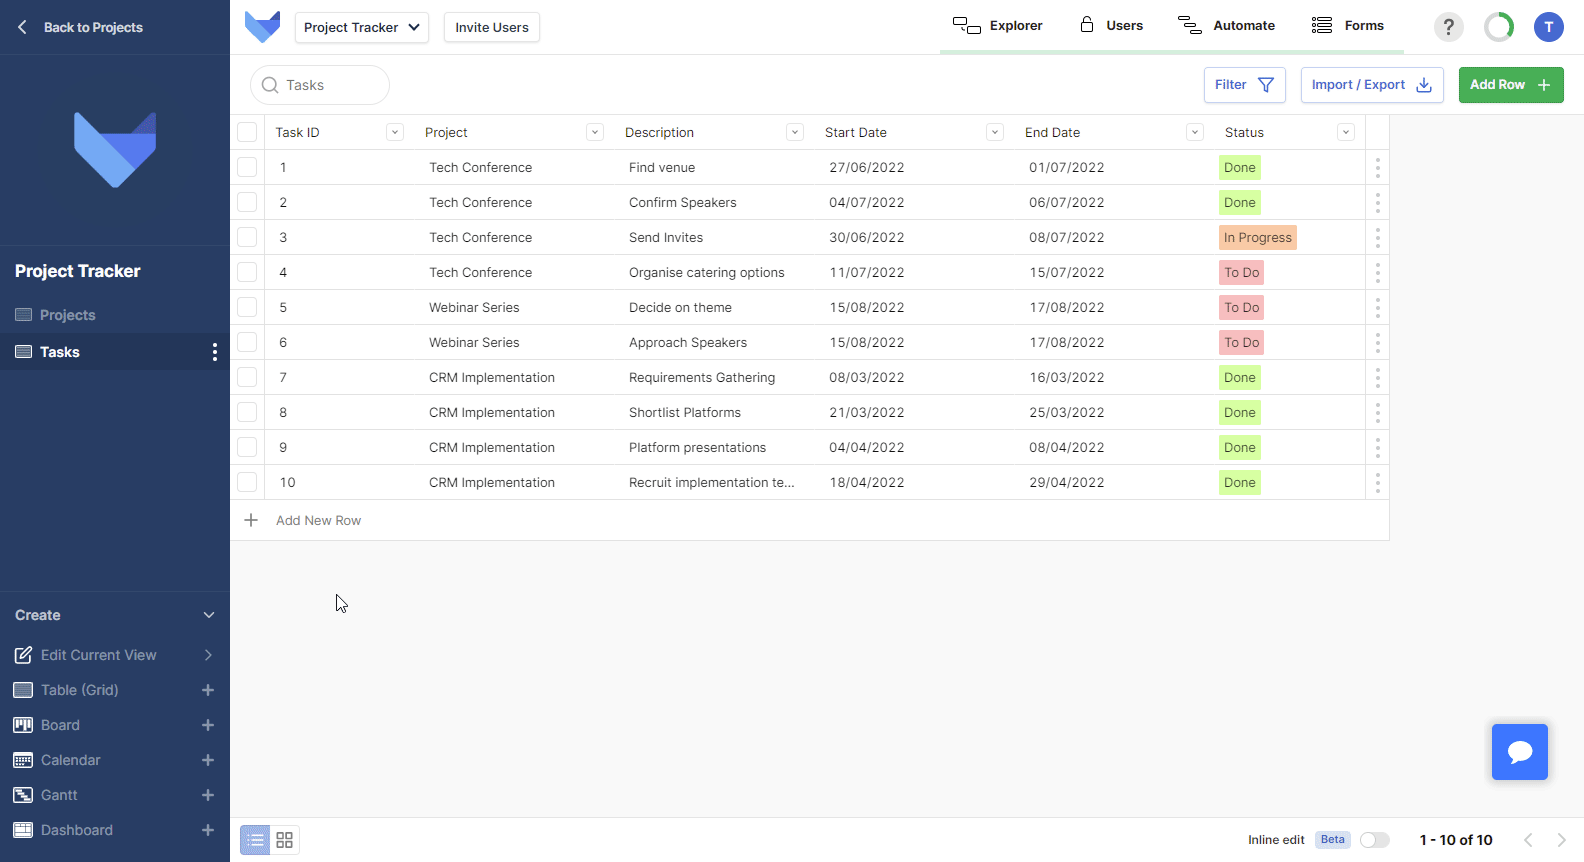 Back to Projects
Project Tracker
Invite Users
Explorer
Users
Automate
Forms
?
T
Tasks
Filter
Import / Export
Add Row
Project Tracker
Projects
Tasks
Task ID Project Description Start Date End Date Status
1 Tech Conference Find venue 27/06/2022 01/07/2022 Done
2 Tech Conference Confirm Speakers 04/07/2022 06/07/2022 Done
3 Tech Conference Send Invites 30/06/2022 08/07/2022 In Progress
4 Tech Conference Organise catering options 11/07/2022 15/07/2022 To Do
5 Webinar Series Decide on theme 15/08/2022 17/08/2022 To Do
6 Webinar Series Approach Speakers 15/08/2022 17/08/2022 To Do
7 CRM Implementation Requirements Gathering 08/03/2022 16/03/2022 Done
8 CRM Implementation Shortlist Platforms 21/03/2022 25/03/2022 Done
9 CRM Implementation Platform presentations 04/04/2022 08/04/2022 Done
10 CRM Implementation Recruit implementation te... 18/04/2022 29/04/2022 Done
Add New Row
Create
Edit Current View
Table (Grid)
Board
Calendar
Gantt
Dashboard
Inline edit Beta
1 - 10 of 10